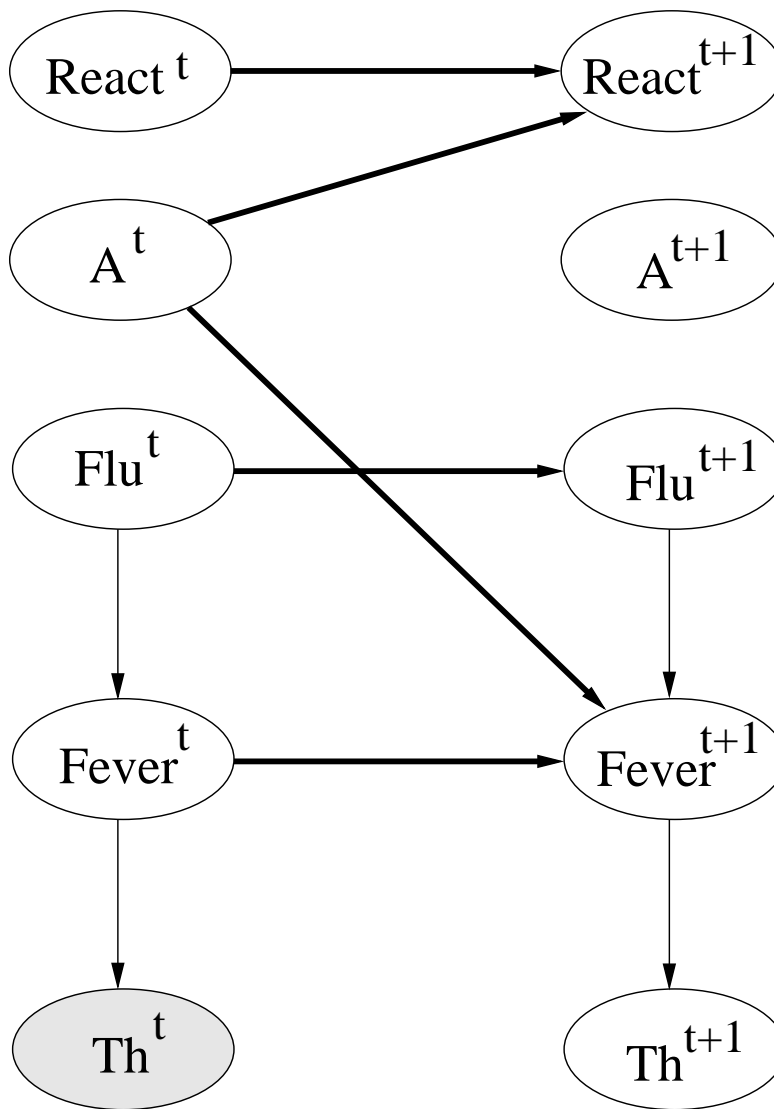 React t
React t+1
A t
A t+1
Flu t
Flu t+1
Fever t
Fever t+1
Th t
Th t+1